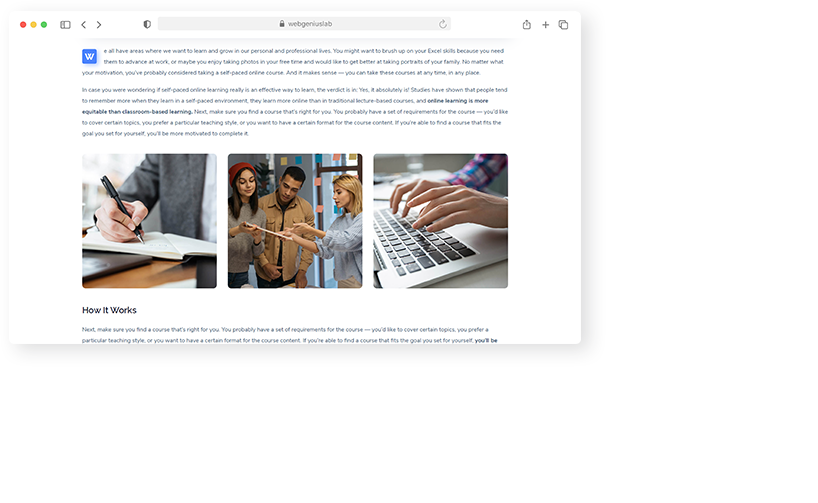 webgeniuslab
W e all have areas where we want to learn and grow in our personal and professional lives. You might want to brush up on your Excel skills because you need
them to advance at work, or maybe you enjoy taking photos in your free time and would like to get better at taking portraits of your family. No matter what
your motivation, you've probably considered taking a self-paced online course. And it makes sense — you can take these courses at any time, in any place.
In case you were wondering if self-paced online learning really is an effective way to learn, the verdict is in: Yes, it absolutely is! Studies have shown that people tend
to remember more when they learn in a self-paced environment, they learn more online than in traditional lecture-based courses, and online learning is more
equitable than classroom-based learning. Next, make sure you find a course that's right for you. You probably have a set of requirements for the course — you'd like
to cover certain topics, you prefer a particular teaching style, or you want to have a certain format for the course content. If you're able to find a course that fits the
goal you set for yourself, you'll be more motivated to complete it.
How It Works
Next, make sure you find a course that's right for you. You probably have a set of requirements for the course — you'd like to cover certain topics, you prefer a
particular teaching style, or you want to have a certain format for the course content. If you're able to find a course that fits the goal you set for yourself, you'll be